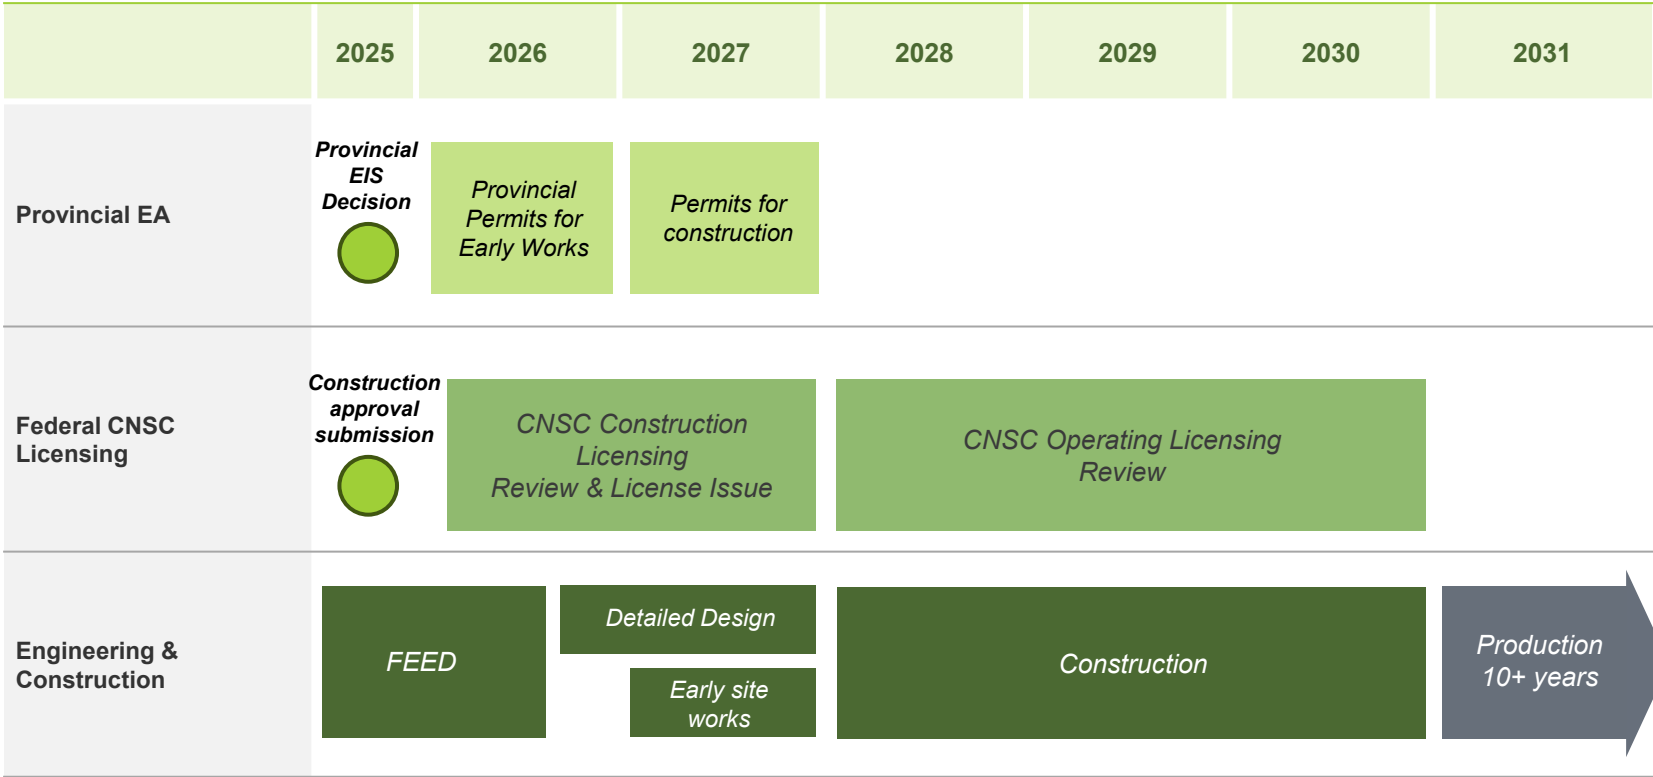 2025 2026 2027 2028 2029 2030 2031
Provincial EA
Provincial
EIS
Decision
Provincial
Permits for
Early Works
Permits for
construction
Federal CNSC
Licensing
Construction
approval
submission
CNSC Construction
Licensing
Review & License Issue
CNSC Operating Licensing
Review
Engineering &
Construction
FEED
Detailed Design
Early site
works
Construction
Production
10+ years